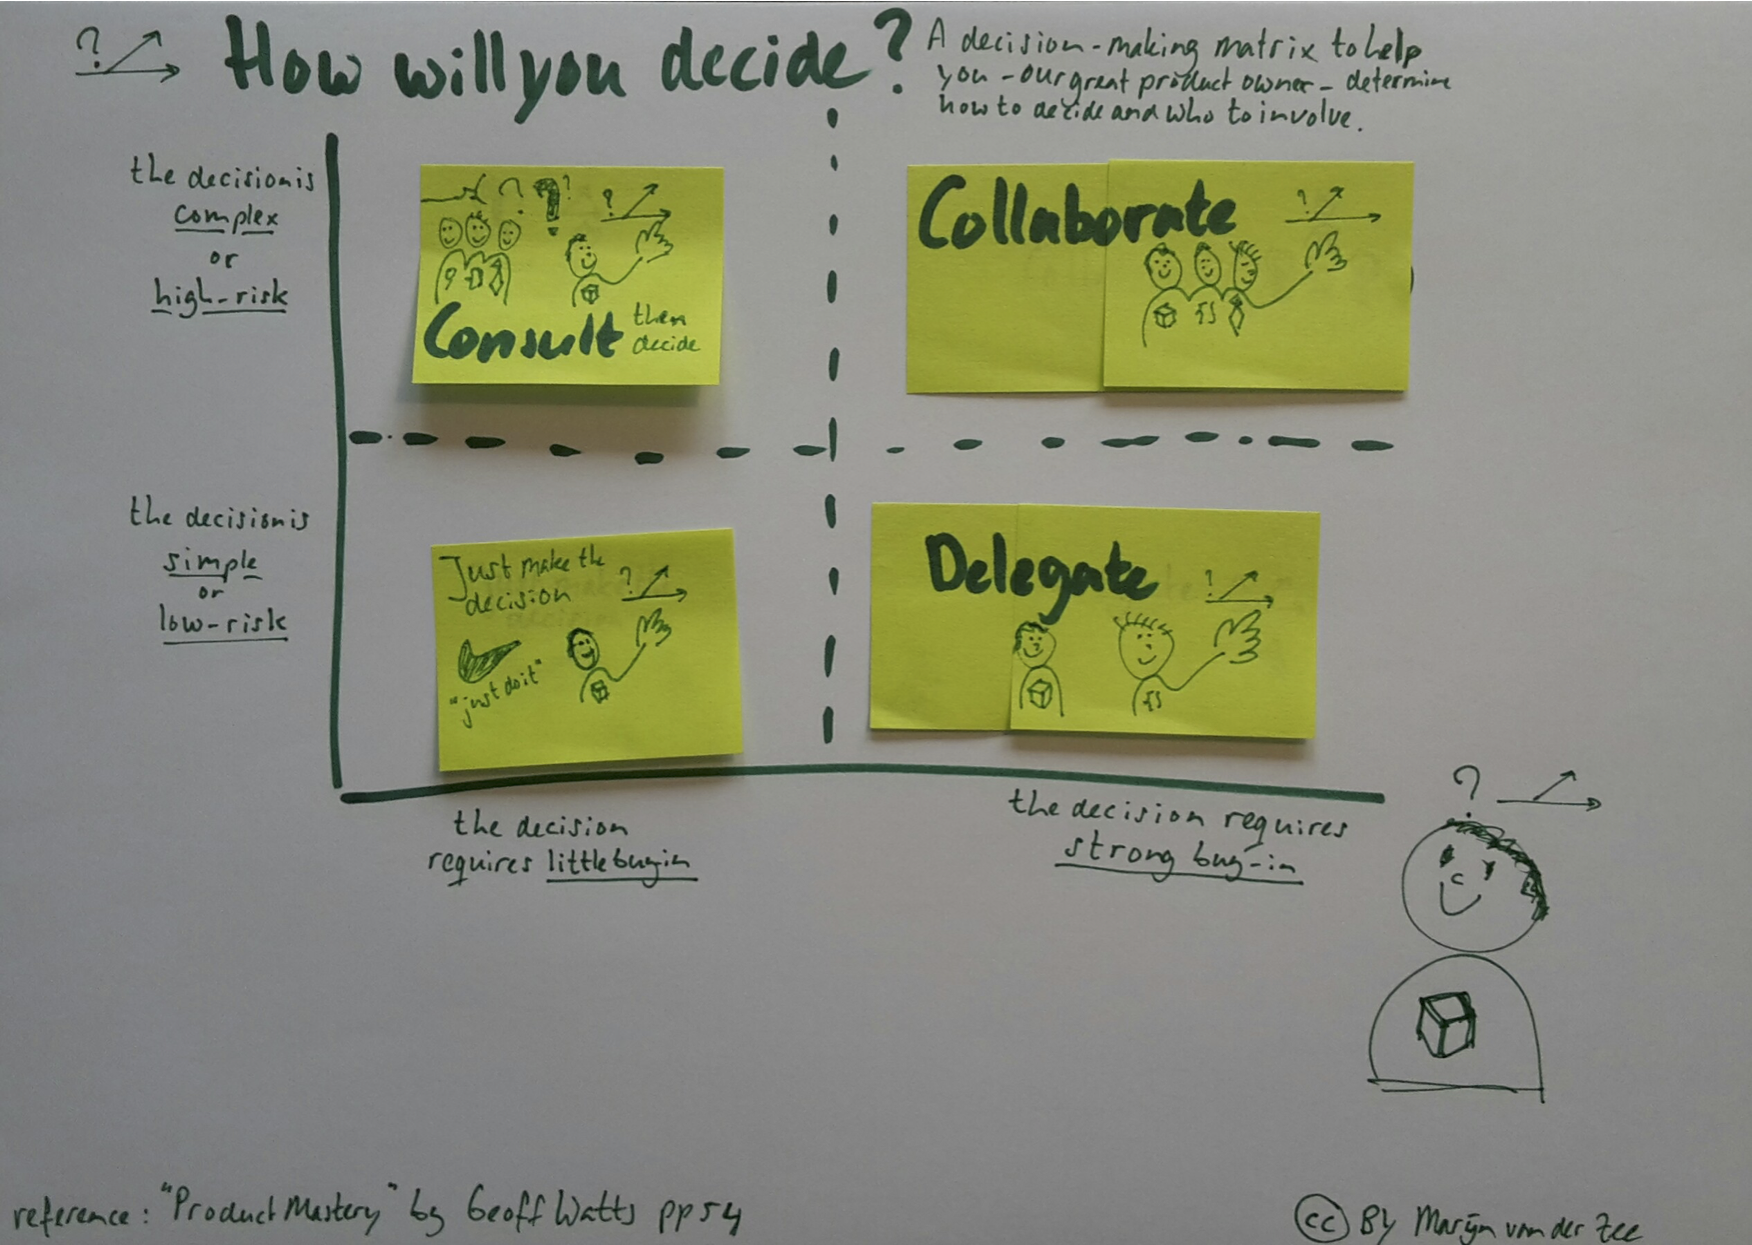 ? How will you decide?
A decision-making matrix to help
you - our great product owner - determine
how to decide and who to involve.
the decision is
complex
or
high-risk
? ? ?
?
Consult then
decide
Collaborate
?
the decision is
simple
or
low-risk
Just make the
decision
?
"just do it"
Delegate
?
the decision
requires little buy-in
the decision requires
strong buy-in
?
reference: "Product Mastery" by Geoff Watts pp 54
cc BY Marijn van der Zee